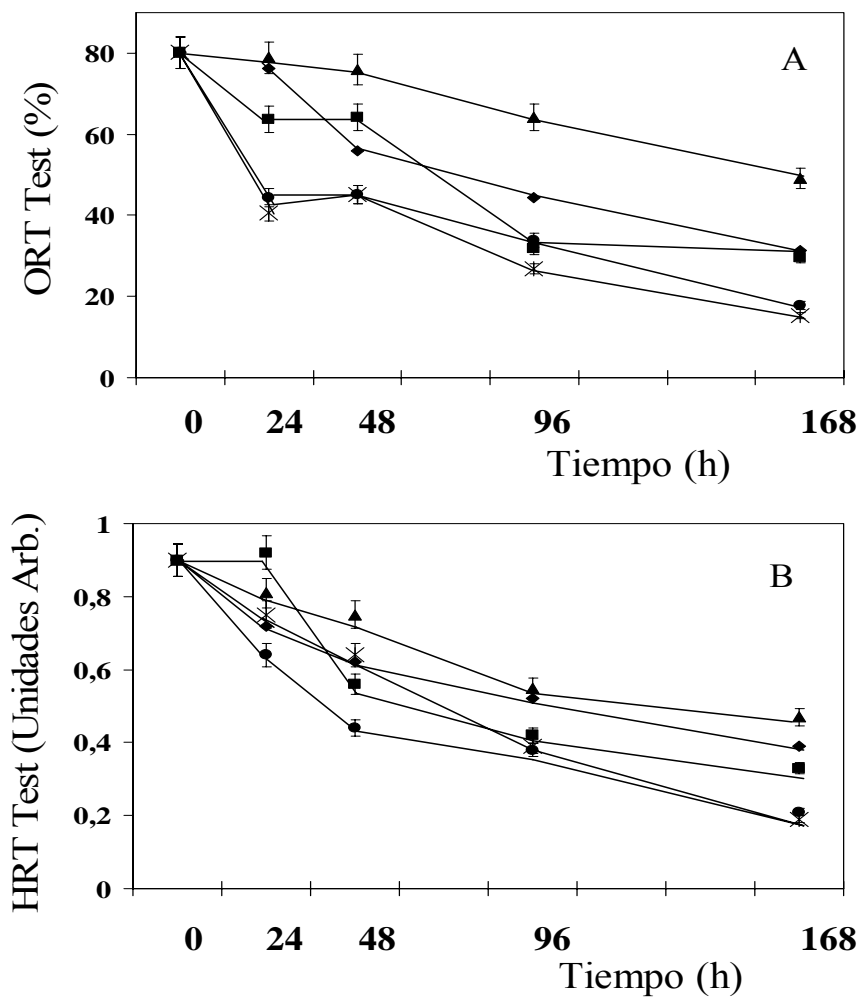 A
ORT Test (%)
80
60
40
20
0
0 24 48 96 168
Tiempo (h)
B
HRT Test (Unidades Arb.)
1
0,8
0,6
0,4
0,2
0
0 24 48 96 168
Tiempo (h)